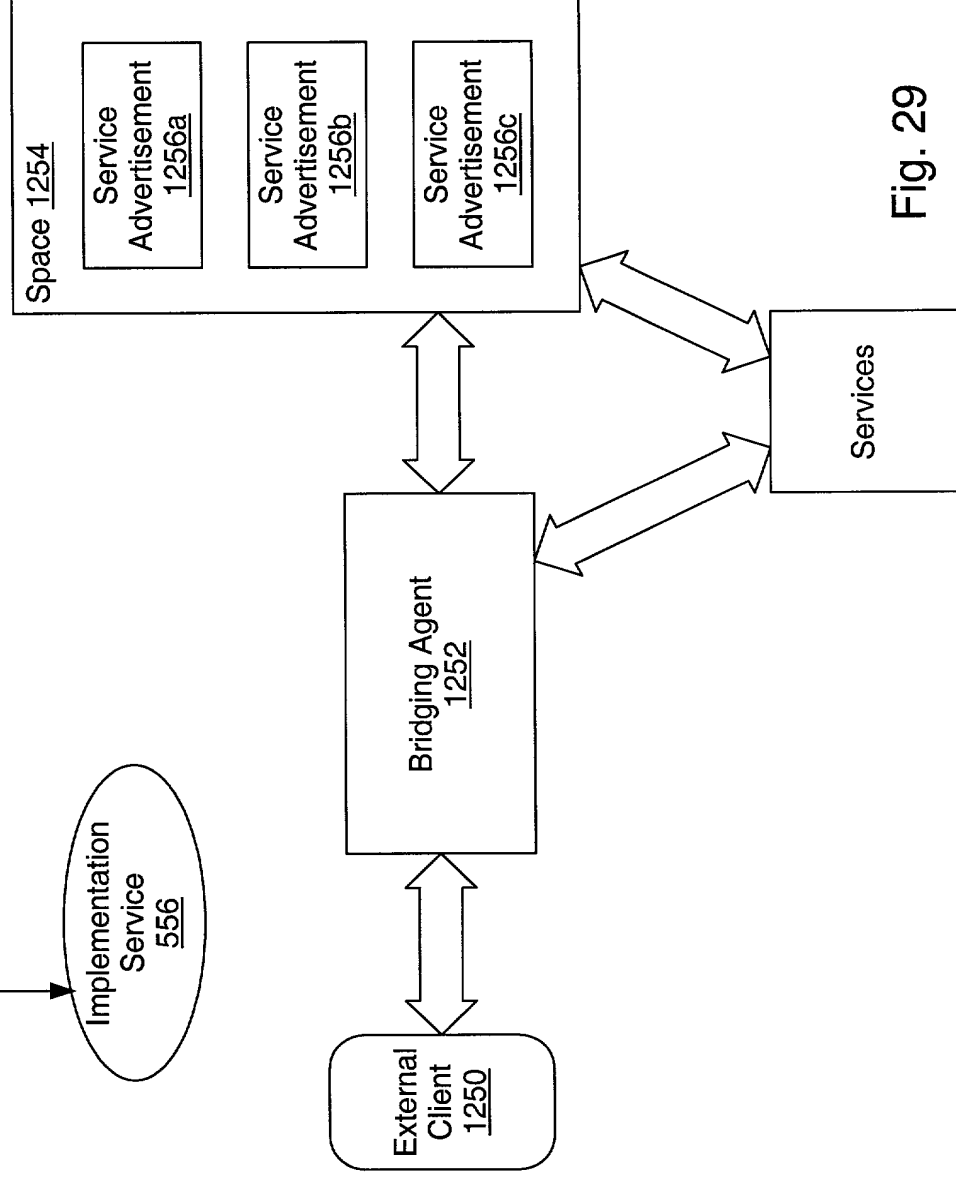 Implementation
Service
556
External
Client
1250
Bridging Agent
1252
Space 1254
Service
Advertisement
1256a
Service
Advertisement
1256b
Service
Advertisement
1256c
Services
Fig. 29